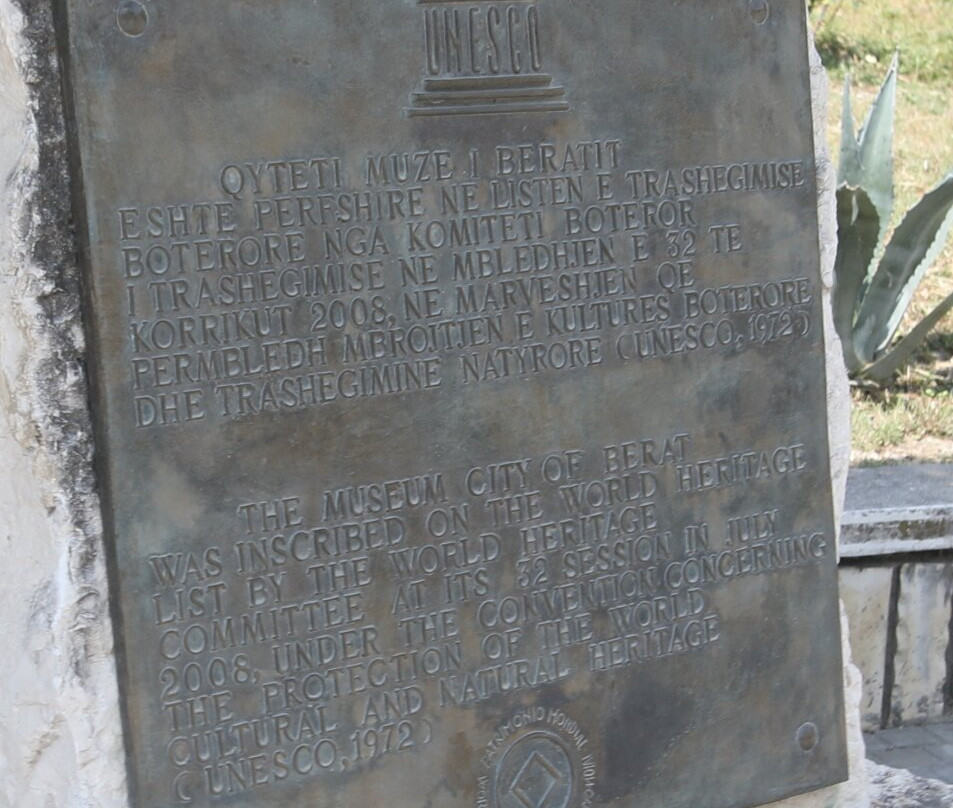 UNESCO
QYTETI MUZE I BERATIT
ESHTE PERFSHIRE NE LISTEN E TRASHEGIMISE
BOTERORE NGA KOMITETI BOTEROR
I TRASHEGIMISE NE MBLEDHJEN E 32 TE
KORRIKUT 2008, NE MARVESHJEN QE
PERMBLEDH MBROJTJEN E KULTURES BOTERORE
DHE TRASHEGIMINE NATYRORE (UNESCO, 1972)
THE MUSEUM CITY OF BERAT
WAS INSCRIBED ON THE WORLD HERITAGE
LIST BY THE WORLD HERITAGE
COMMITTEE AT ITS 32 SESSION IN JULY
2008, UNDER THE CONVENTION CONCERNING
THE PROTECTION OF THE WORLD
CULTURAL AND NATURAL HERITAGE
(UNESCO, 1972)
PATRIMONIO MONDIAL